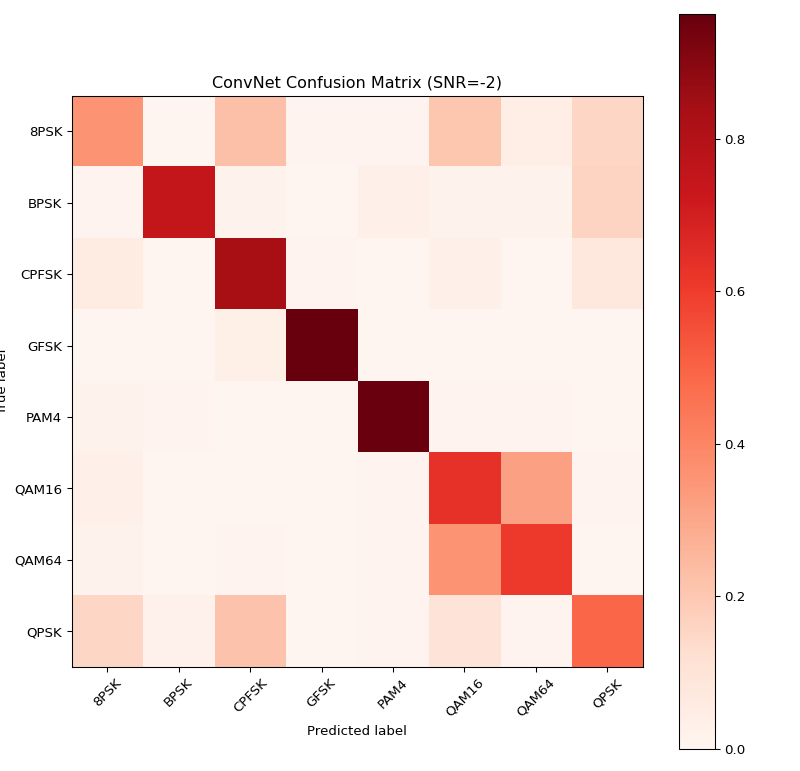 ConvNet Confusion Matrix (SNR=-2)
8PSK
BPSK
CPFSK
GFSK
PAM4
QAM16
QAM64
QPSK
8PSK BPSK CPFSK GFSK PAM4 QAM16 QAM64 QPSK
Predicted label
label
0.8
0.6
0.4
0.2
0.0